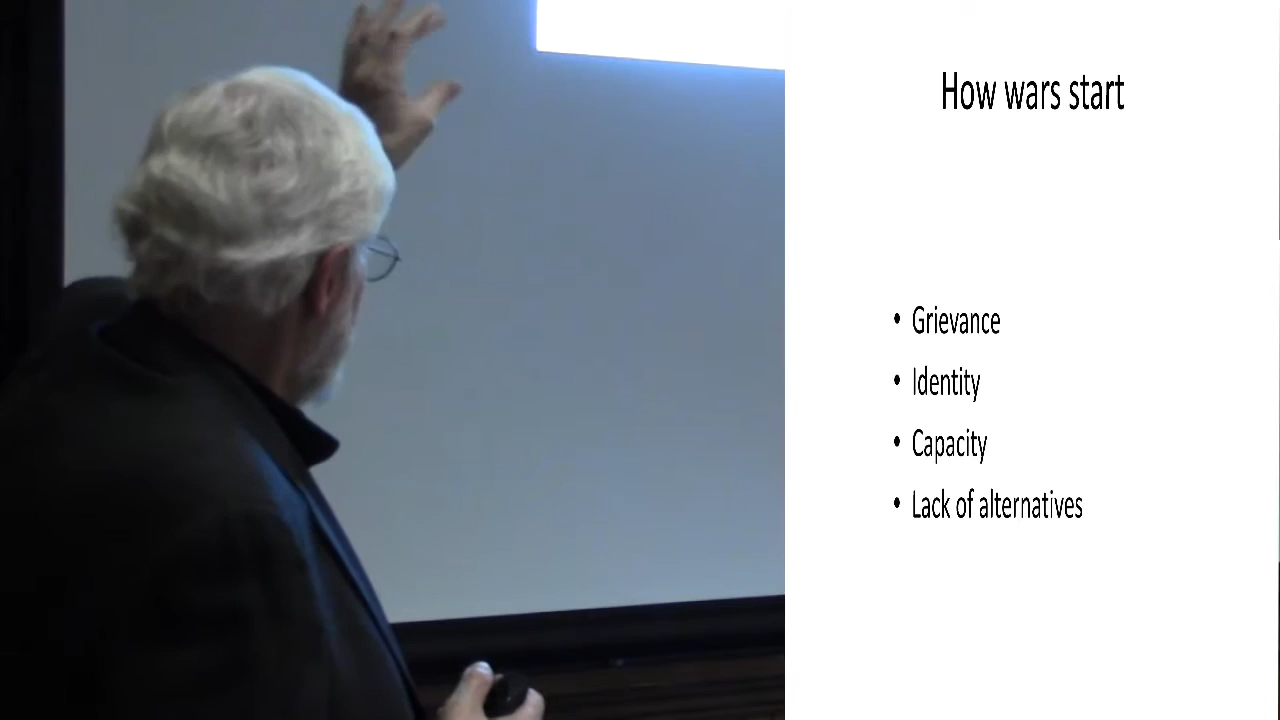 How wars start
• Grievance
• Identity
• Capacity
• Lack of alternatives